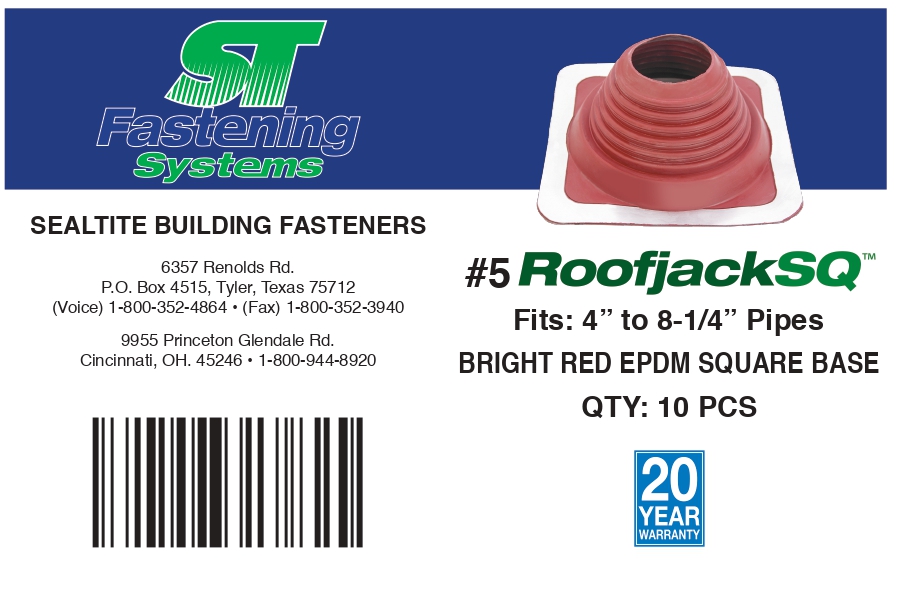 ST
Fastening
Systems
SEALTITE BUILDING FASTENERS
6357 Renolds Rd.
P.O. Box 4515, Tyler, Texas 75712
(Voice) 1-800-352-4864 • (Fax) 1-800-352-3940
9955 Princeton Glendale Rd.
Cincinnati, OH. 45246 • 1-800-944-8920
#5 RoofjackSQ™
Fits: 4” to 8-1/4” Pipes
BRIGHT RED EPDM SQUARE BASE
QTY: 10 PCS
20
YEAR
WARRANTY